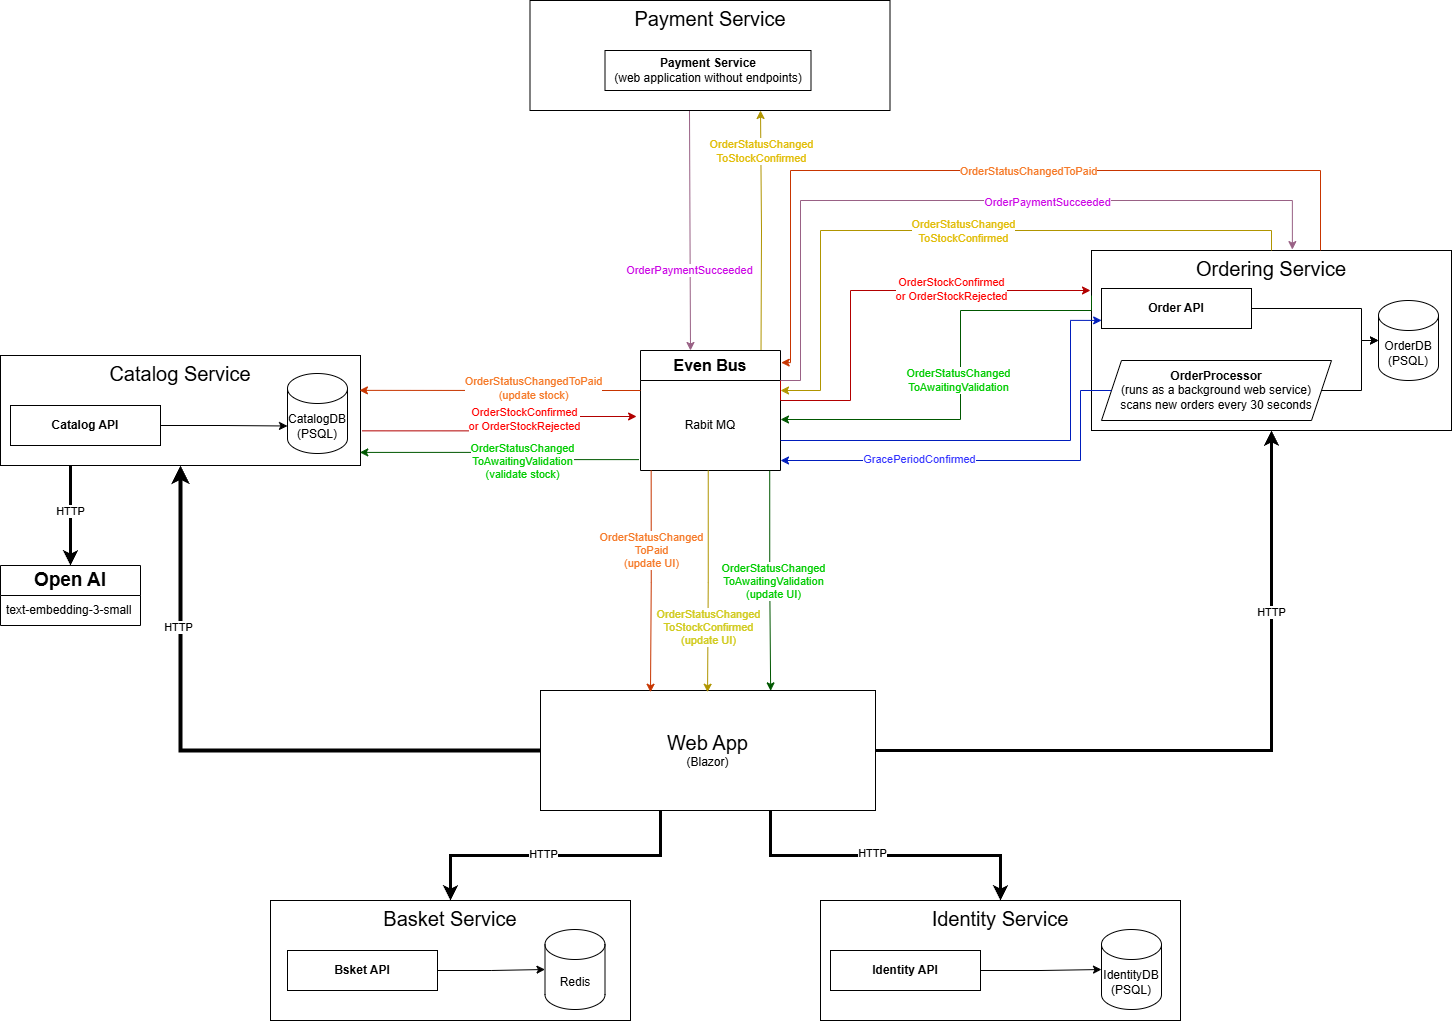 Payment Service
Payment Service
(web application without endpoints)
OrderStatusChanged
ToStockConfirmed
OrderStatusChangedToPaid
OrderPaymentSucceeded
OrderStatusChanged
ToStockConfirmed
OrderPaymentSucceeded
Ordering Service
OrderStockConfirmed
or OrderStockRejected
Order API
OrderDB
(PSQL)
OrderProcessor
(runs as a background web service)
scans new orders every 30 seconds
OrderStatusChanged
ToAwaitingValidation
GracePeriodConfirmed
Even Bus
Rabit MQ
Catalog Service
Catalog API
CatalogDB
(PSQL)
OrderStatusChangedToPaid
(update stock)
OrderStockConfirmed
or OrderStockRejected
OrderStatusChanged
ToAwaitingValidation
(validate stock)
HTTP
Open AI
text-embedding-3-small
HTTP
OrderStatusChanged
ToPaid
(update UI)
OrderStatusChanged
ToStockConfirmed
(update UI)
OrderStatusChanged
ToAwaitingValidation
(update UI)
HTTP
Web App
(Blazor)
HTTP
HTTP
Basket Service
Bsket API
Redis
Identity Service
Identity API
IdentityDB
(PSQL)